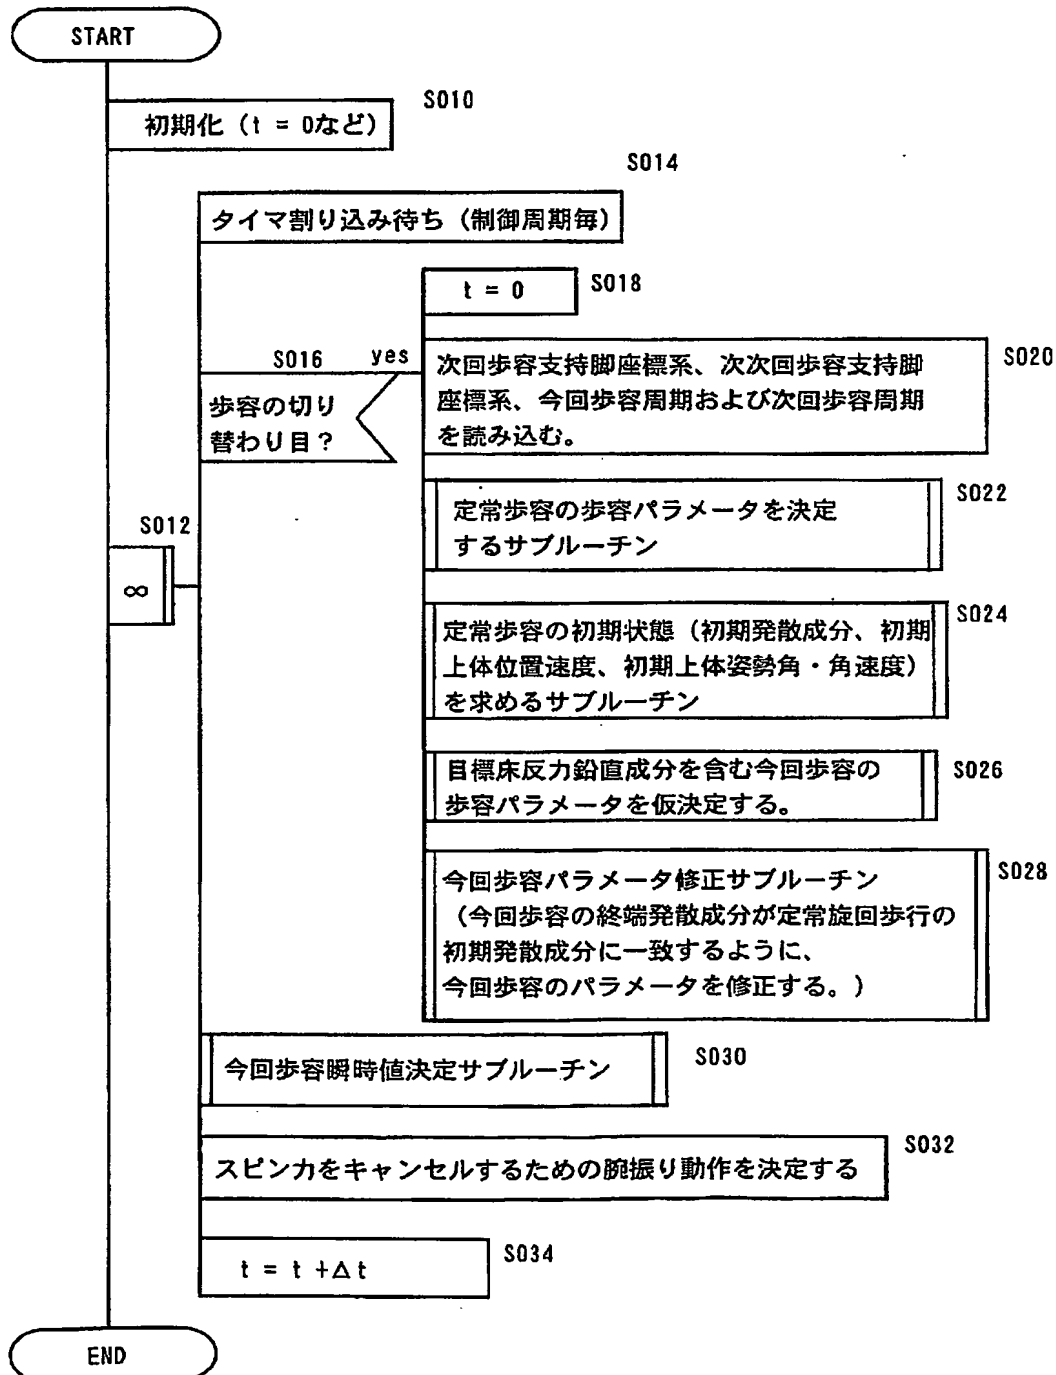 START
S010
初期化（t = 0など）
S014
タイマ割り込み待ち（制御周期毎）
t = 0
S018
S016
yes
歩容の切り
替わり目？
次回歩容支持脚座標系、次次回歩容支持脚
座標系、今回歩容周期および次回歩容周期
を読み込む。
S020
定常歩容の歩容パラメータを決定
するサブルーチン
S022
S012
∞
定常歩容の初期状態（初期発散成分、初期
上体位置速度、初期上体姿勢角・角速度）
を求めるサブルーチン
S024
目標床反力鉛直成分を含む今回歩容の
歩容パラメータを仮決定する。
S026
今回歩容パラメータ修正サブルーチン
（今回歩容の終端発散成分が定常旋回歩行の
初期発散成分に一致するように、
今回歩容のパラメータを修正する。）
S028
今回歩容瞬時値決定サブルーチン
S030
スピン力をキャンセルするための腕振り動作を決定する
S032
t = t +Δt
S034
END